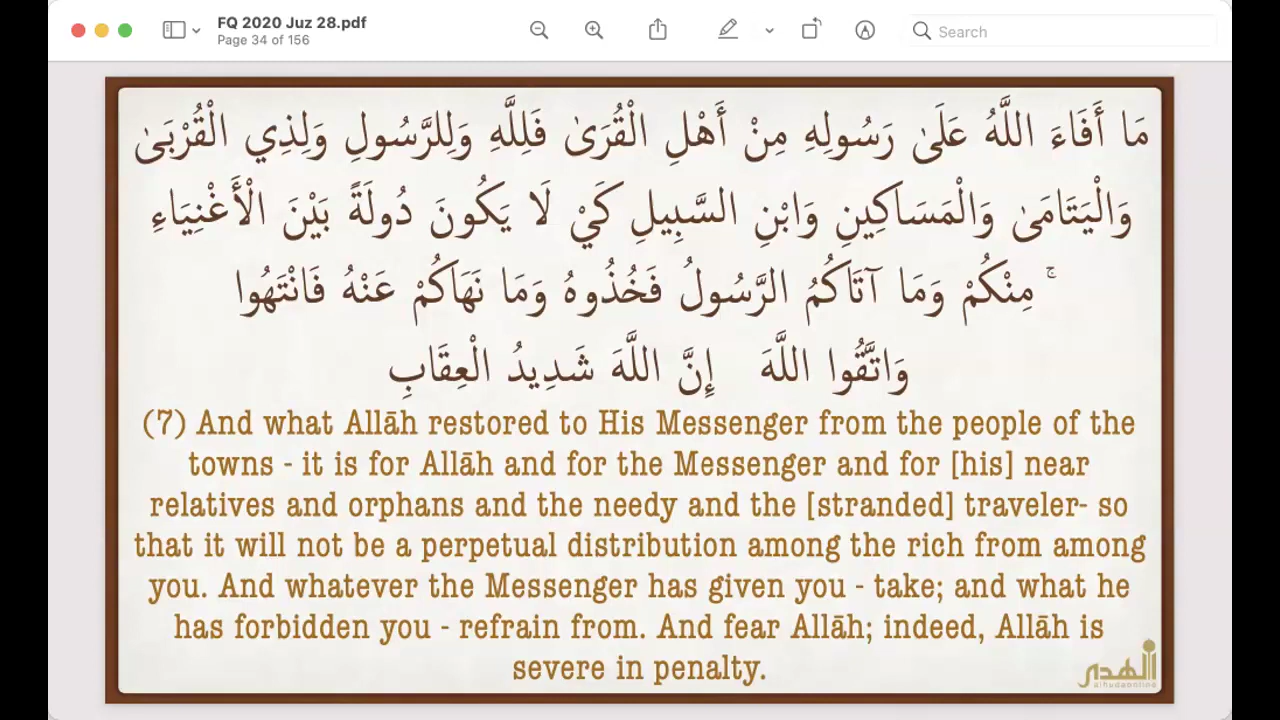 FQ 2020 Juz 28.pdf
Page 34 of 156
Search
مَا أَفَاءَ اللَّهُ عَلَىٰ رَسُولِهِ مِنْ أَهْلِ الْقُرَىٰ فَلِلَّهِ وَلِلرَّسُولِ وَلِذِي الْقُرْبَىٰ
وَالْيَتَامَىٰ وَالْمَسَاكِينِ وَابْنِ السَّبِيلِ كَيْ لَا يَكُونَ دُولَةً بَيْنَ الْأَغْنِيَاءِ
ۚ مِنْكُمْ وَمَا آتَاكُمُ الرَّسُولُ فَخُذُوهُ وَمَا نَهَاكُمْ عَنْهُ فَانْتَهُوا
وَاتَّقُوا اللَّهَ إِنَّ اللَّهَ شَدِيدُ الْعِقَابِ
(7) And what Allāh restored to His Messenger from the people of the
towns - it is for Allāh and for the Messenger and for [his] near
relatives and orphans and the needy and the [stranded] traveler- so
that it will not be a perpetual distribution among the rich from among
you. And whatever the Messenger has given you - take; and what he
has forbidden you - refrain from. And fear Allāh; indeed, Allāh is
severe in penalty.
الهدى
alhudaonline